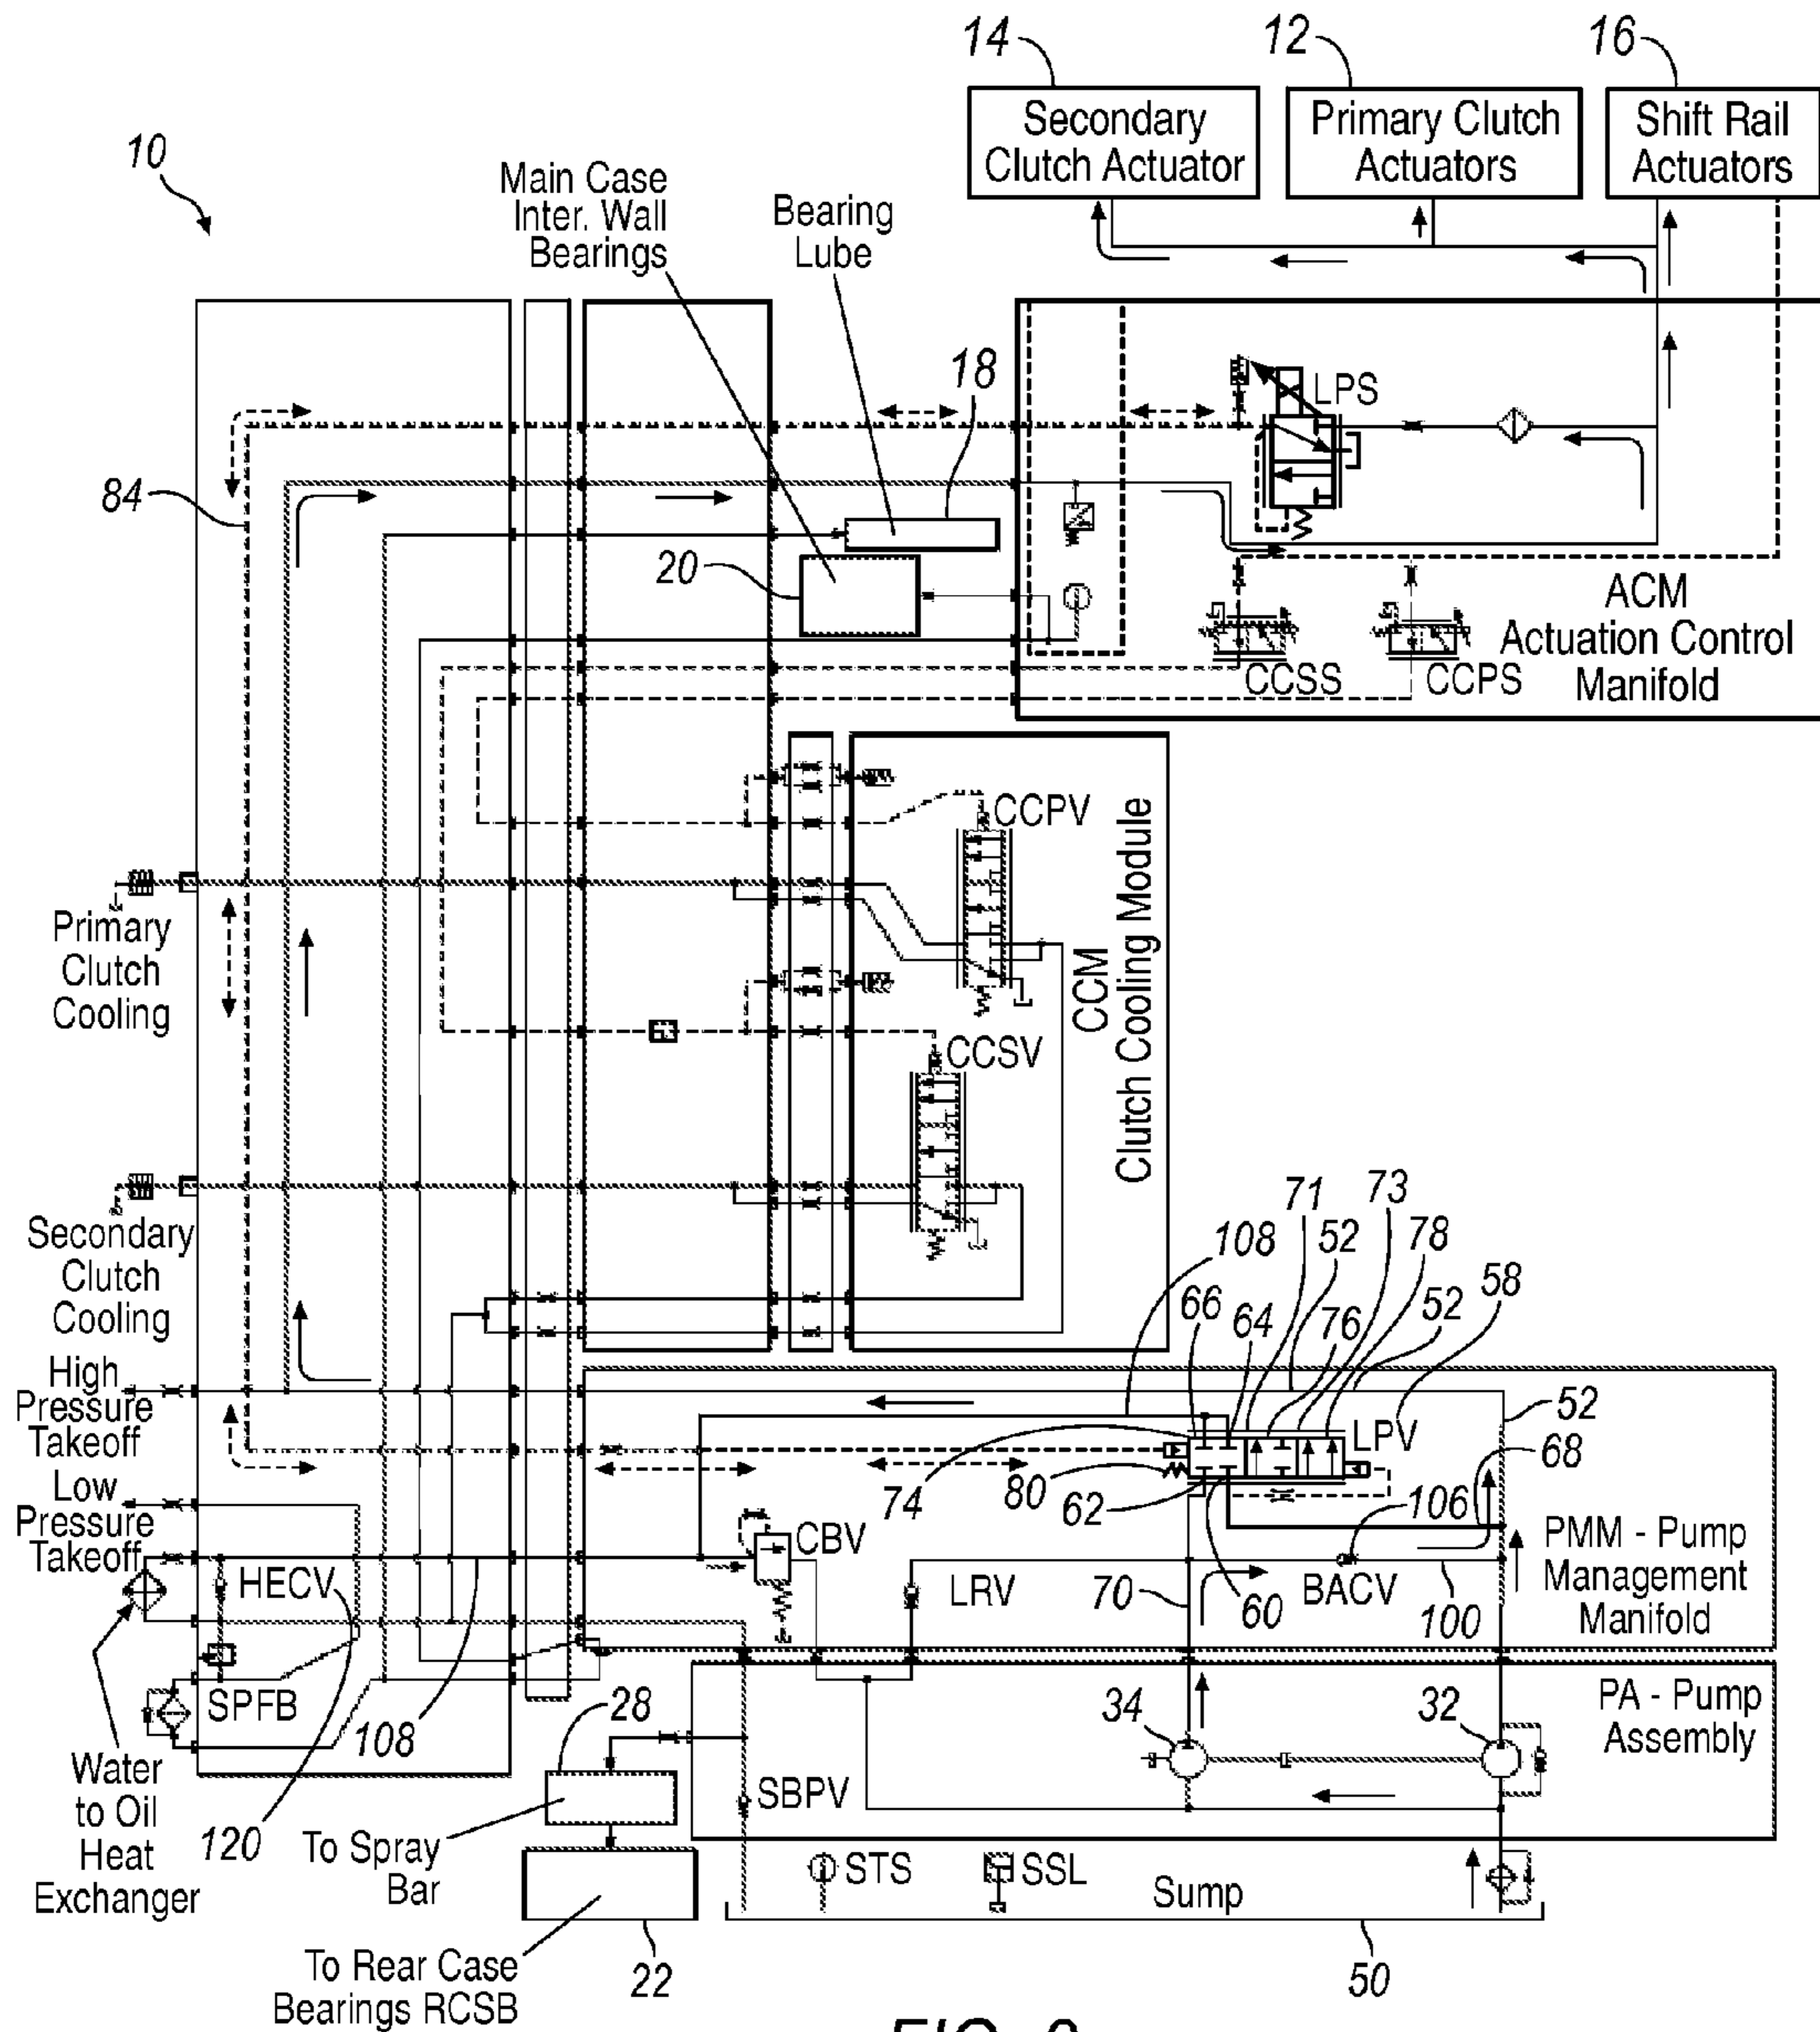 14
12
16
Secondary
Clutch Actuator
Primary Clutch
Actuators
Shift Rail
Actuators
10
Main Case
Inter. Wall
Bearings
Bearing
Lube
18
LPS
84
20
ACM
Actuation Control
Manifold
CCSS
CCPS
CCPV
CCM
Clutch Cooling Module
Primary
Clutch
Cooling
CCSV
Secondary
Clutch
Cooling
71
73
108
52
78
66
64
76
52
58
High
Pressure
Takeoff
LPV
52
68
74
80
62
106
Low
Pressure
Takeoff
CBV
PMM - Pump
Management
Manifold
HECV
LRV
70
60
BACV
100
SPFB
108
28
34
32
PA - Pump
Assembly
Water
to Oil
Heat
Exchanger
120
To Spray
Bar
SBPV
STS
SSL
Sump
To Rear Case
Bearings RCSB
22
50